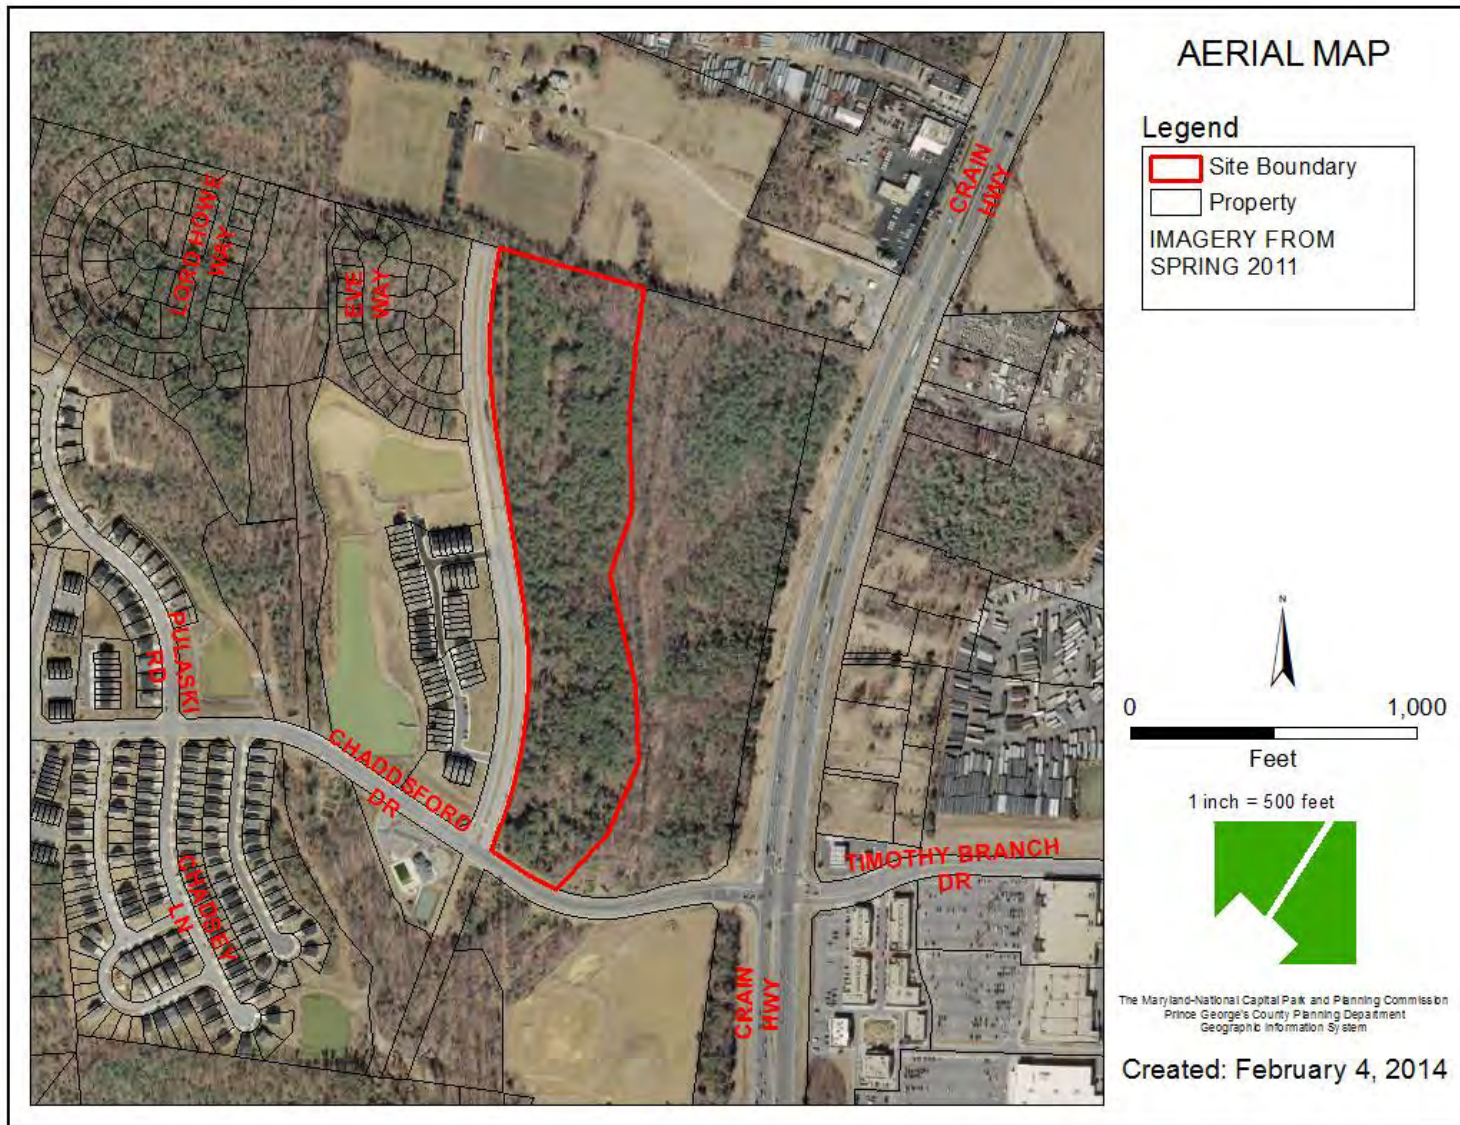 AERIAL MAP
Legend
Site Boundary
Property
IMAGERY FROM
SPRING 2011
LORD HOWE
WAY
EVE
WAY
CRAIN
HWY
PULASKI
RD
CHADDSFORD
DR
CHADSEY
LN
TIMOTHY BRANCH
DR
CRAIN
HWY
N
0 1,000
Feet
1 inch = 500 feet
The Maryland-National Capital Park and Planning Commission
Prince George's County Planning Department
Geographic Information System
Created: February 4, 2014